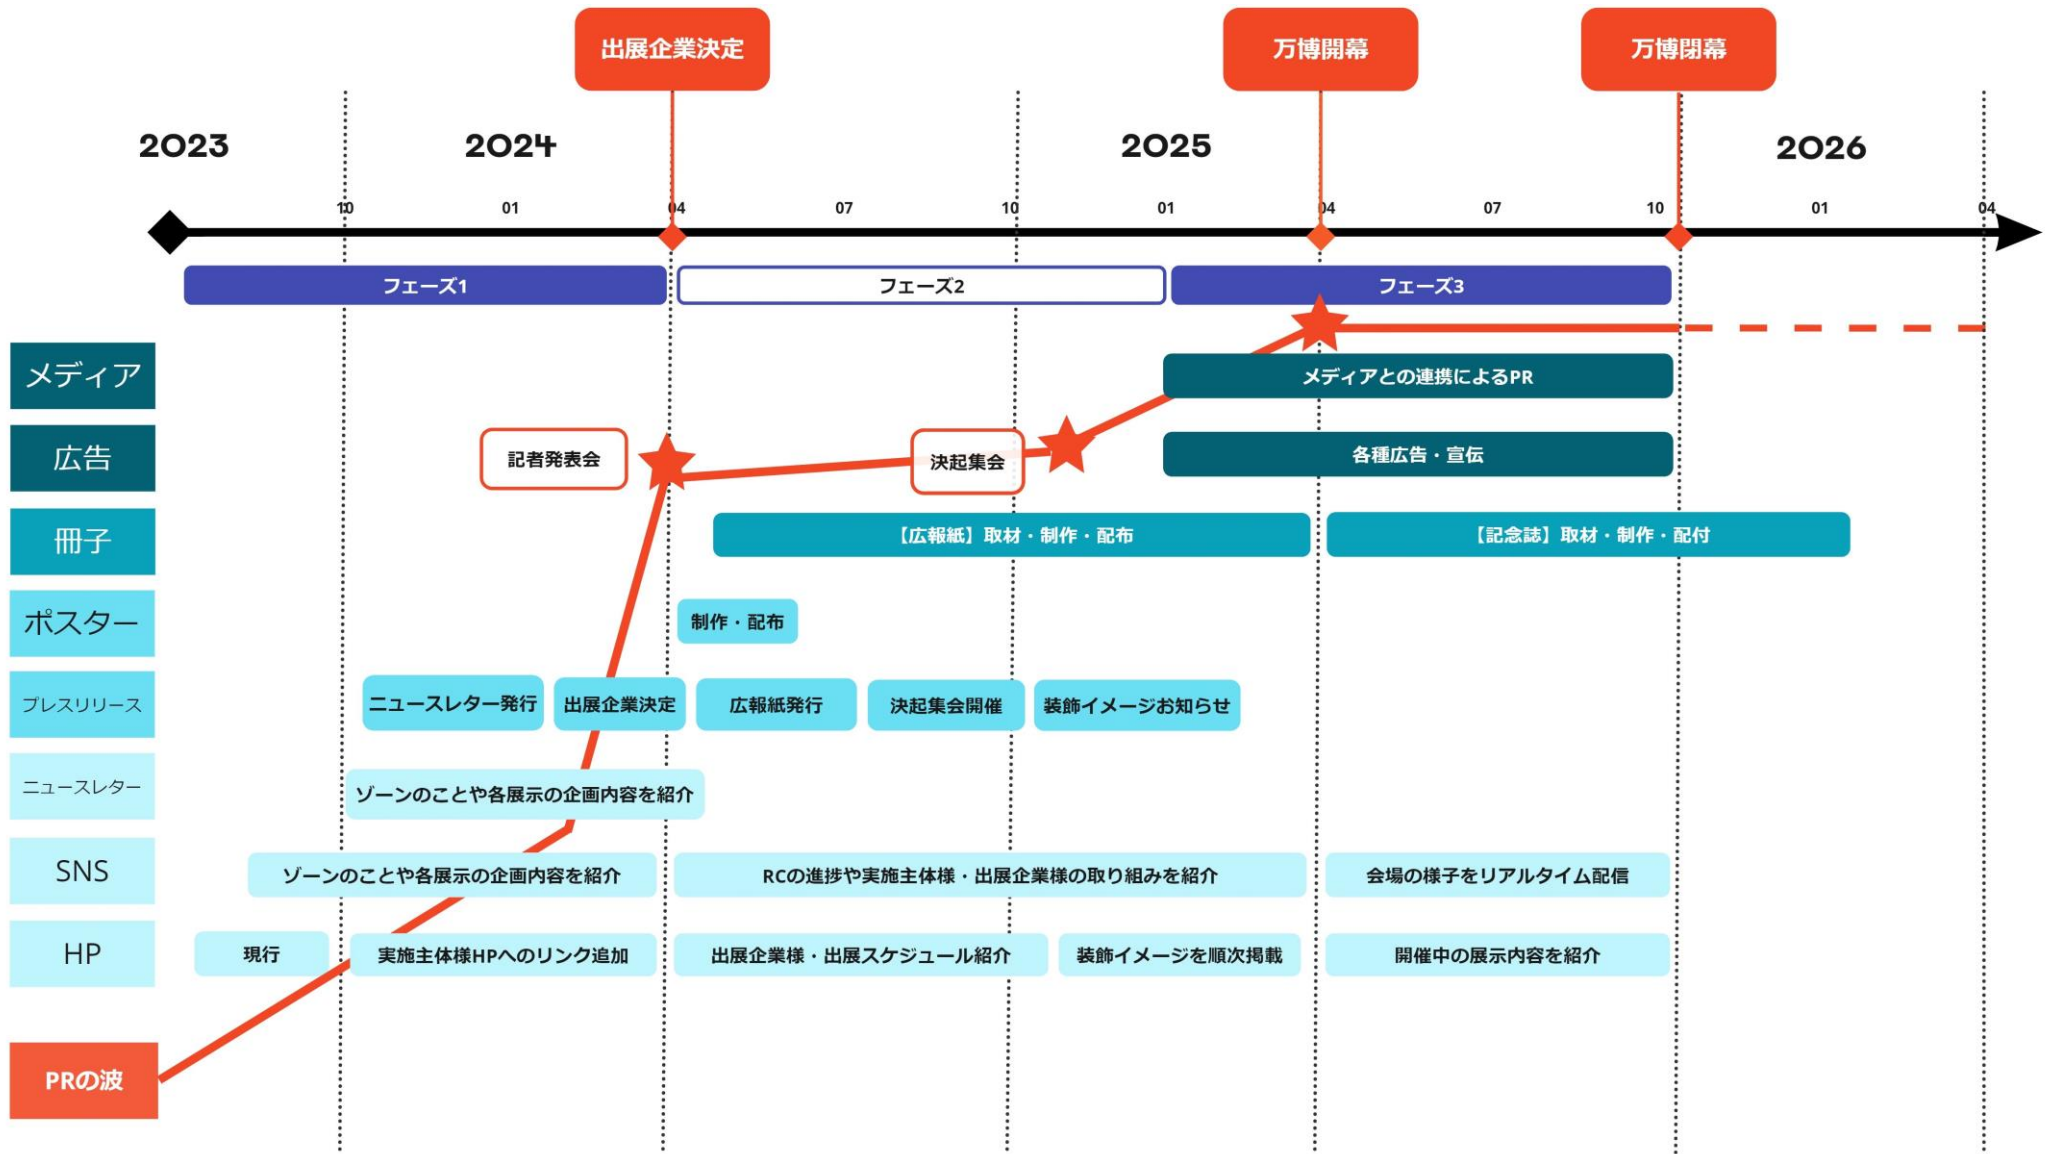 出展企業決定
万博開幕
万博閉幕
2023
2024
2025
2026
10
01
04
07
10
01
04
07
10
01
04
フェーズ1
フェーズ2
フェーズ3
メディア
メディアとの連携によるPR
広告
記者発表会
決起集会
各種広告・宣伝
冊子
【広報紙】取材・制作・配布
【記念誌】取材・制作・配付
ポスター
制作・配布
プレスリリース
ニュースレター発行
出展企業決定
広報紙発行
決起集会開催
装飾イメージお知らせ
ニュースレター
ゾーンのことや各展示の企画内容を紹介
SNS
ゾーンのことや各展示の企画内容を紹介
RCの進捗や実施主体様・出展企業様の取り組みを紹介
会場の様子をリアルタイム配信
HP
現行
実施主体様HPへのリンク追加
出展企業様・出展スケジュール紹介
装飾イメージを順次掲載
開催中の展示内容を紹介
PRの波